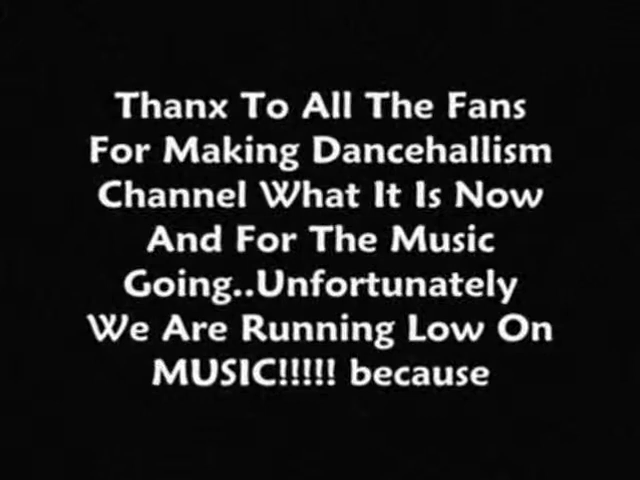 Thanx To All The Fans
For Making Dancehallism
Channel What It Is Now
And For The Music
Going..Unfortunately
We Are Running Low On
MUSIC!!!!! because